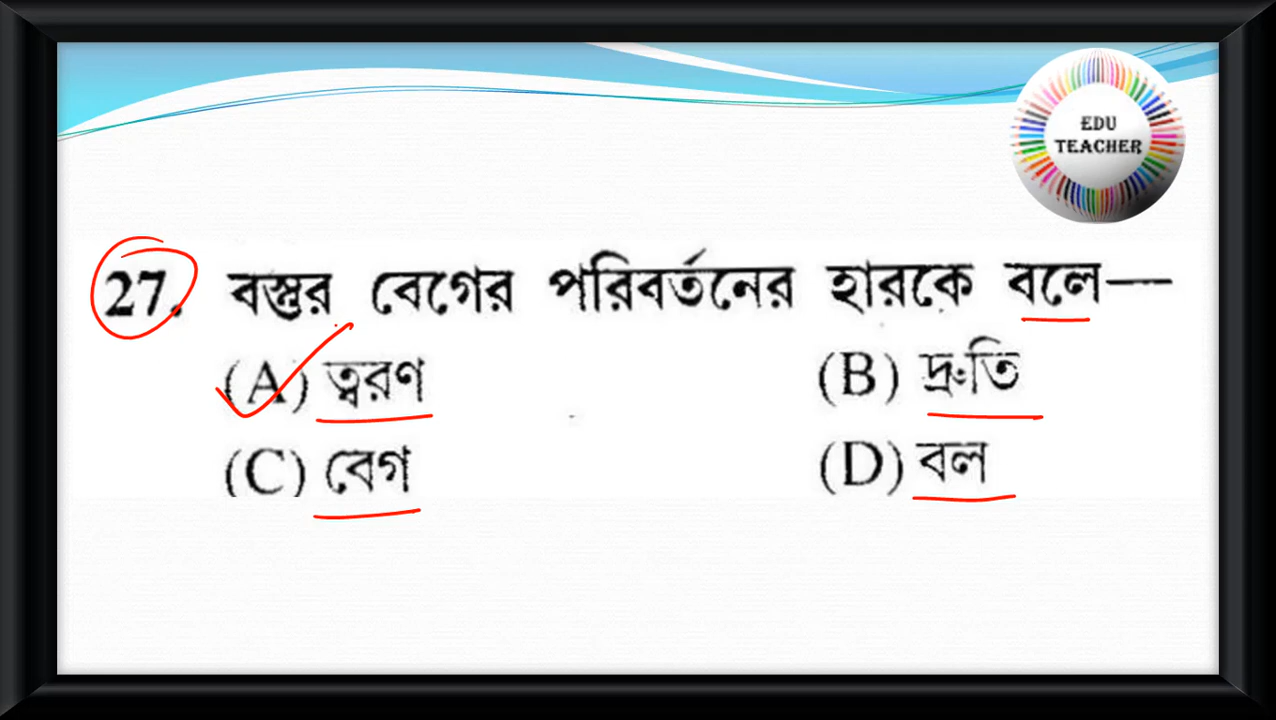 EDU
TEACHER
27. বস্তুর বেগের পরিবর্তনের হারকে বলে—
(A) ত্বরণ (B) দ্রুতি
(C) বেগ (D) বল